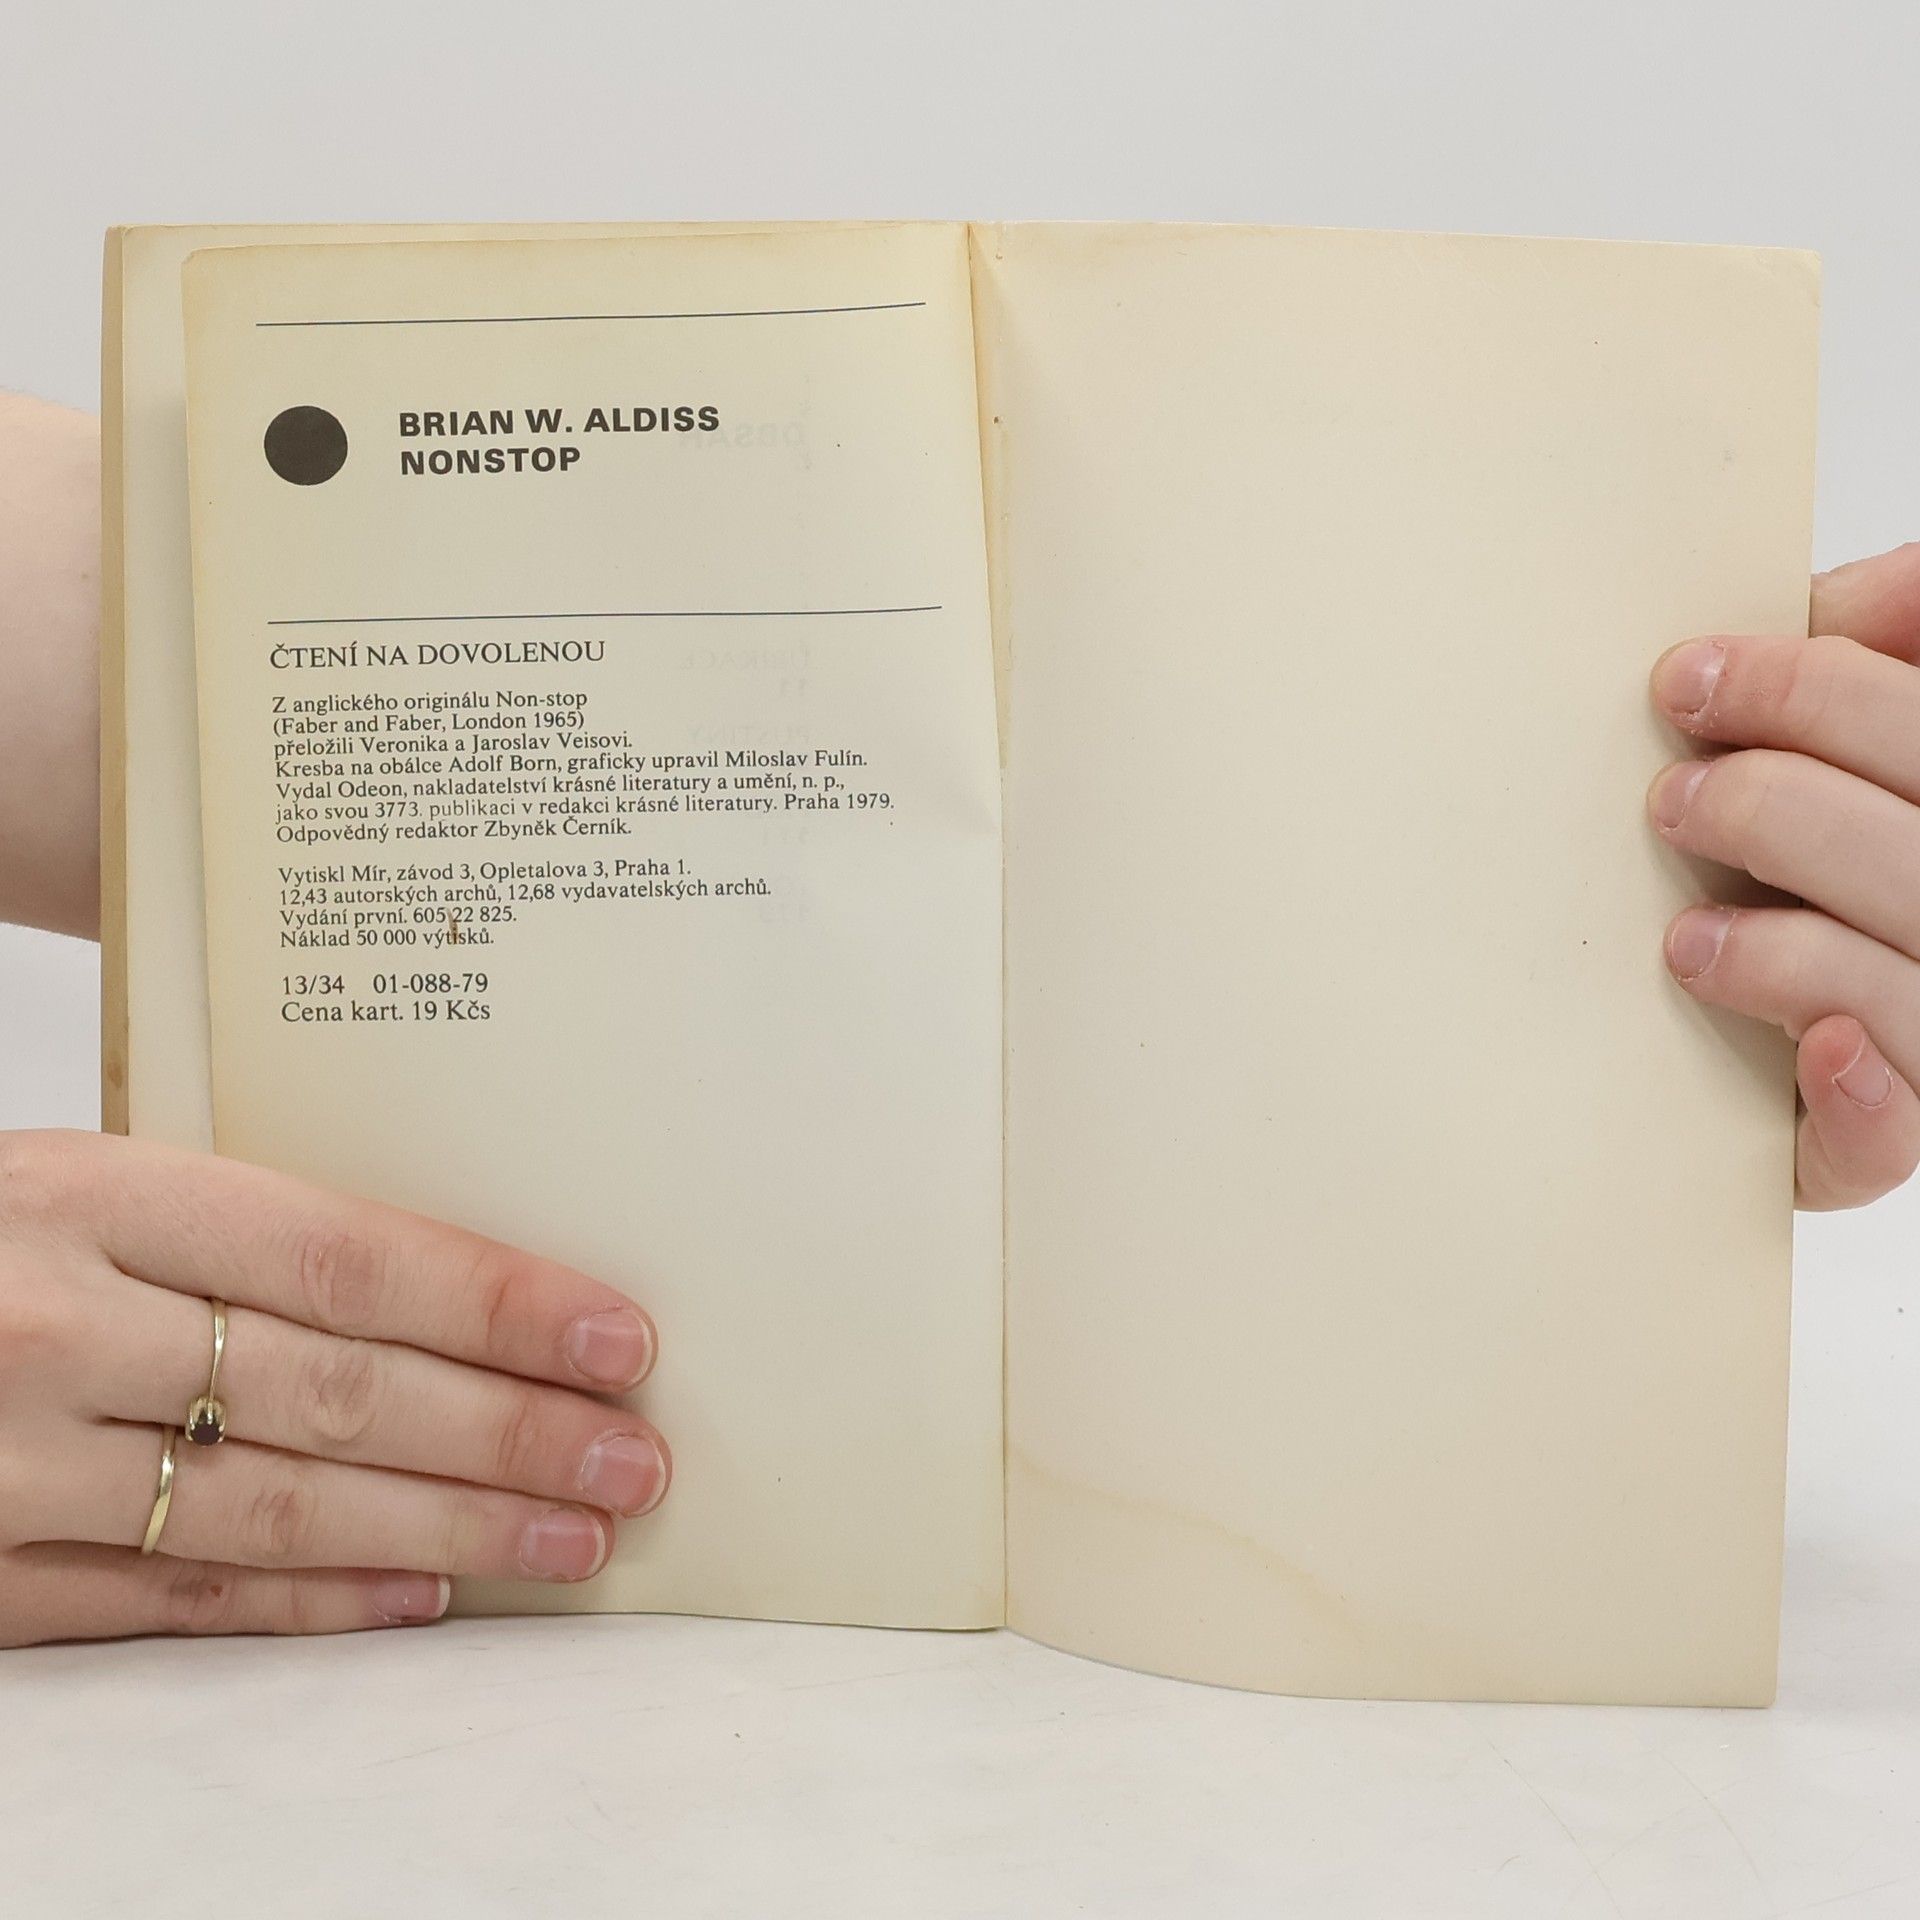 BRIAN W. ALDISS
NONSTOP
ČTENÍ NA DOVOLENOU
Z anglického originálu Non-stop
(Faber and Faber, London 1965)
přeložili Veronika a Jaroslav Veisovi.
Kresba na obálce Adolf Born, graficky upravil Miloslav Fulín.
Vydal Odeon, nakladatelství krásné literatury a umění, n. p.,
jako svou 3773. publikaci v redakci krásné literatury. Praha 1979.
Odpovědný redaktor Zbyněk Černík.
Vytiskl Mír, závod 3, Opletalova 3, Praha 1.
12,43 autorských archů, 12,68 vydavatelských archů.
Vydání první. 605 22 825.
Náklad 50 000 výtisků.
13/34 01-088-79
Cena kart. 19 Kčs